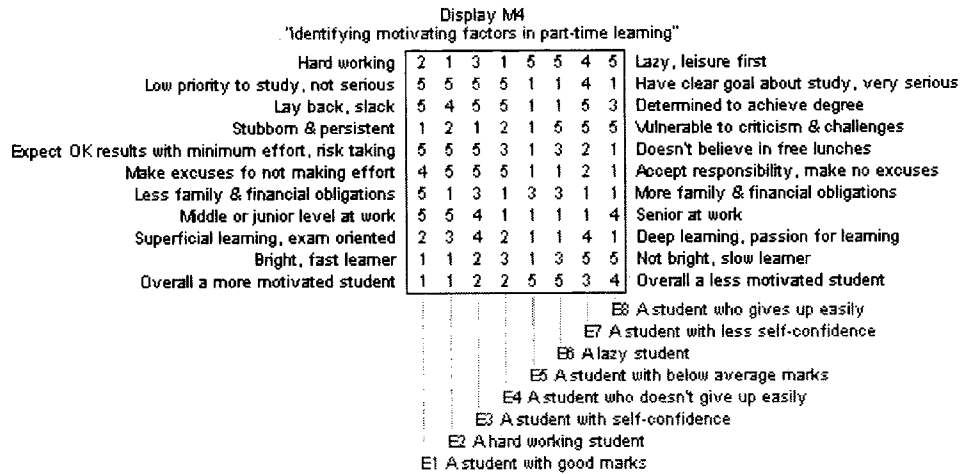 Display M4
"Identifying motivating factors in part-time learning"
Hard working 2 1 3 1 5 5 4 5 Lazy, leisure first
Low priority to study, not serious 5 5 5 5 1 1 4 1 Have clear goal about study, very serious
Lay back, slack 5 4 5 5 1 1 5 3 Determined to achieve degree
Stubborn & persistent 1 2 1 2 1 5 5 5 Vulnerable to criticism & challenges
Expect OK results with minimum effort, risk taking 5 5 5 3 1 3 2 1 Doesn't believe in free lunches
Make excuses fo not making effort 4 5 5 5 1 1 2 1 Accept responsibility, make no excuses
Less family & financial obligations 5 1 3 1 3 3 1 1 More family & financial obligations
Middle or junior level at work 5 5 4 1 1 1 1 4 Senior at work
Superficial learning, exam oriented 2 3 4 2 1 1 4 1 Deep learning, passion for learning
Bright, fast learner 1 1 2 3 1 3 5 5 Not bright, slow learner
Overall a more motivated student 1 1 2 2 5 5 3 4 Overall a less motivated student
E8 A student who gives up easily
E7 A student with less self-confidence
E6 A lazy student
E5 A student with below average marks
E4 A student who doesn't give up easily
E3 A student with self-confidence
E2 A hard working student
E1 A student with good marks